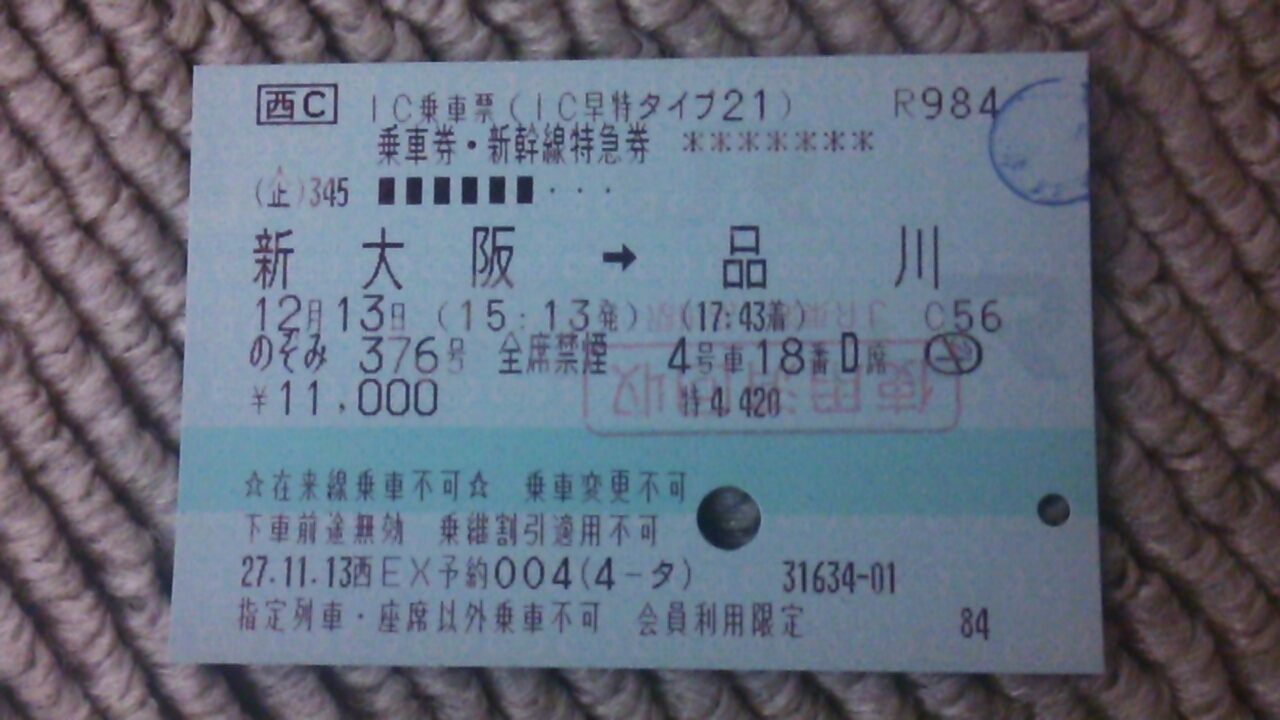 西C IC乗車票(IC早特タイプ21) R984
乗車券・新幹線特急券 *******
(企)345 ■■■■■■・・・
新大阪 → 品川
12月13日 (15:13発) (17:43着) C56
のぞみ 376号 全席禁煙 4号車18番D席
¥11,000 特4,420
使用済回収
☆在来線乗車不可☆ 乗車変更不可
下車前途無効 乗継割引適用不可
27.11.13西EX予約004(4-タ) 31634-01
指定列車・座席以外乗車不可 会員利用限定 84